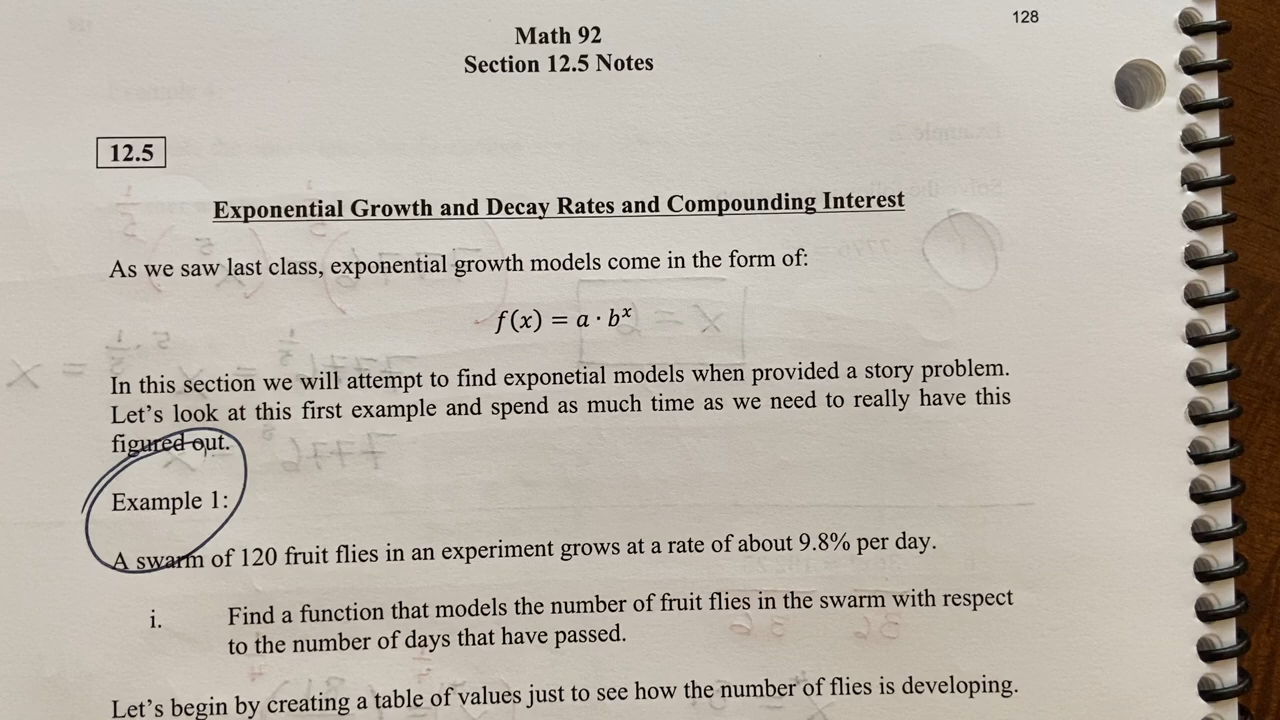 128
Math 92
Section 12.5 Notes
12.5
Exponential Growth and Decay Rates and Compounding Interest
As we saw last class, exponential growth models come in the form of:
f(x) = a · bˣ
In this section we will attempt to find exponetial models when provided a story problem.
Let's look at this first example and spend as much time as we need to really have this
figured out.
Example 1:
A swarm of 120 fruit flies in an experiment grows at a rate of about 9.8% per day.
i. Find a function that models the number of fruit flies in the swarm with respect
to the number of days that have passed.
Let's begin by creating a table of values just to see how the number of flies is developing.